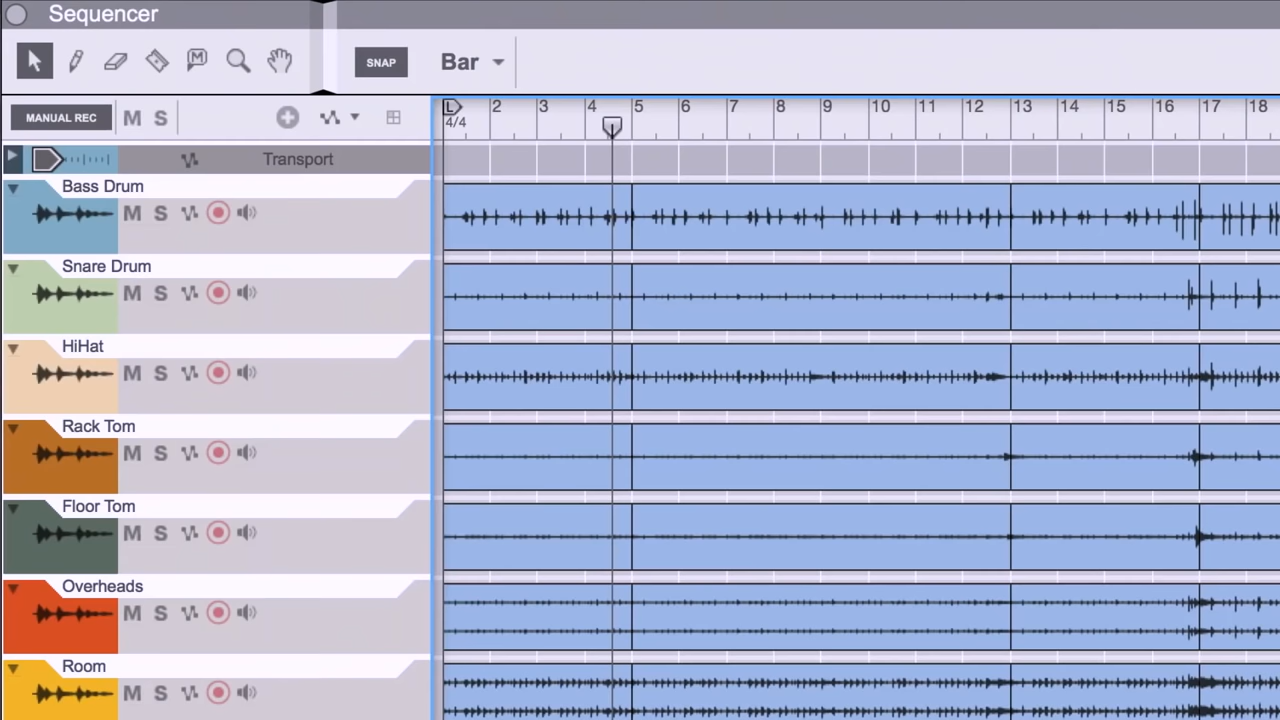 Sequencer
M
SNAP Bar
MANUAL REC M S
L 2 3 4 5 6 7 8 9 10 11 12 13 14 15 16 17 18
4/4
Transport
Bass Drum
M S
Snare Drum
M S
HiHat
M S
Rack Tom
M S
Floor Tom
M S
Overheads
M S
Room
M S